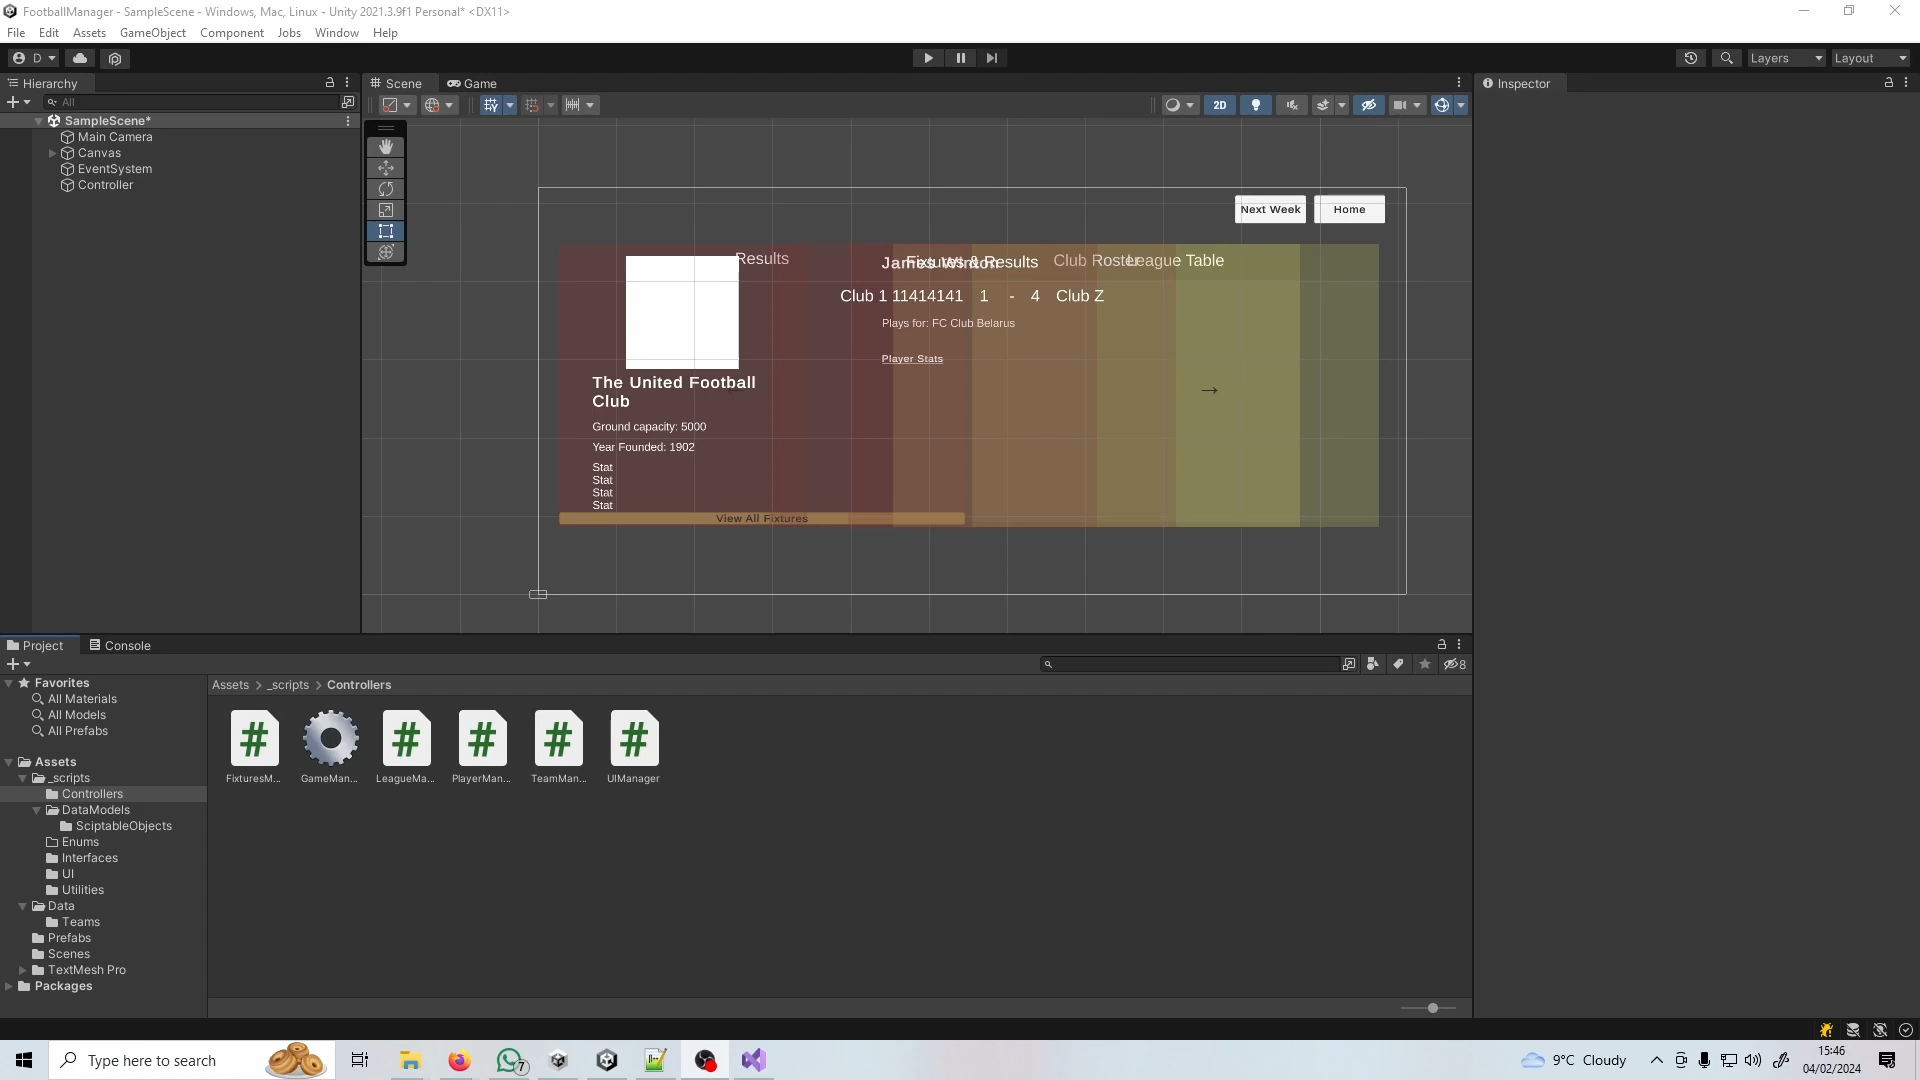 FootballManager - SampleScene - Windows, Mac, Linux - Unity 2021.3.9f1 Personal* <DX11>
File Edit Assets GameObject Component Jobs Window Help
D Layers Layout
Hierarchy
All
SampleScene*
Main Camera
Canvas
EventSystem
Controller
Scene Game
2D
Next Week Home
Results
James Winton
Fixtures & Results
Club Roster
League Table
Club 1 11414141 1 - 4 Club Z
Plays for: FC Club Belarus
Player Stats
→
The United Football
Club
Ground capacity: 5000
Year Founded: 1902
Stat
Stat
Stat
Stat
View All Fixtures
Inspector
Project Console
8
Favorites
All Materials
All Models
All Prefabs
Assets
_scripts
Controllers
DataModels
SciptableObjects
Enums
Interfaces
UI
Utilities
Data
Teams
Prefabs
Scenes
TextMesh Pro
Packages
Assets > _scripts > Controllers
# # # # #
FixturesM... GameMan... LeagueMa... PlayerMan... TeamMan... UIManager
Type here to search
7
9°C Cloudy
15:46
04/02/2024